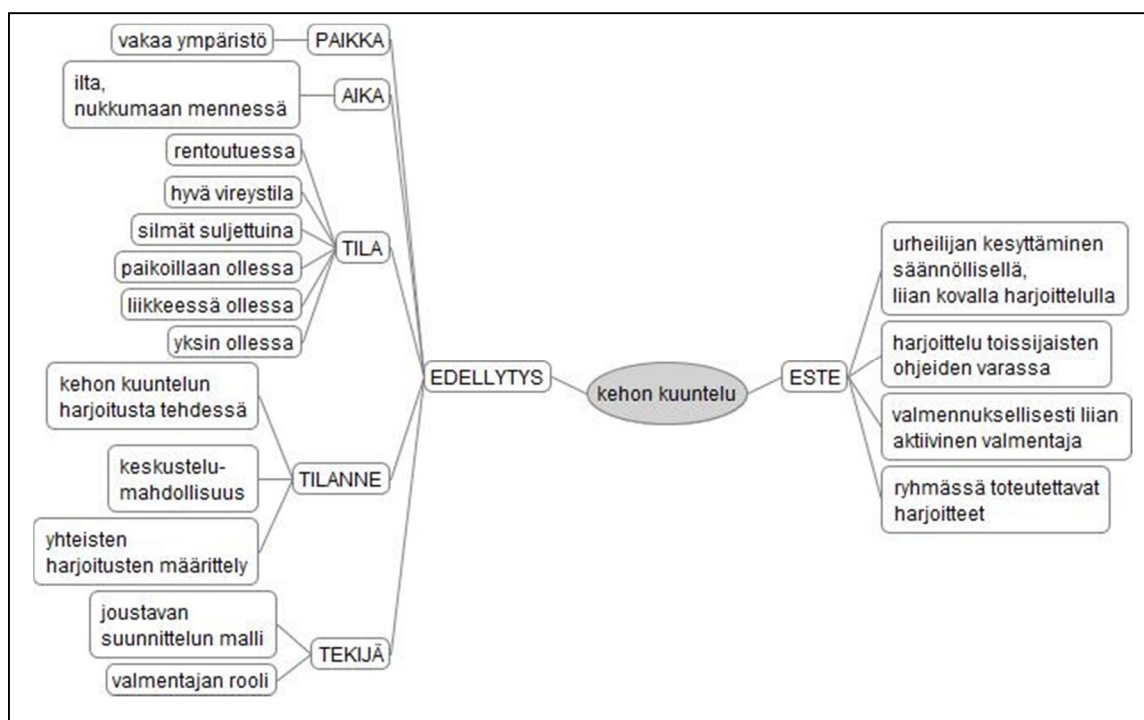 vakaa ympäristö
PAIKKA
ilta,
nukkumaan mennessä
AIKA
rentoutuessa
hyvä vireystila
silmät suljettuina
paikoillaan ollessa
liikkeessä ollessa
yksin ollessa
TILA
kehon kuuntelun
harjoitusta tehdessä
keskustelu-
mahdollisuus
yhteisten
harjoitusten määrittely
TILANNE
joustavan
suunnittelun malli
valmentajan rooli
TEKIJÄ
EDELLYTYS
kehon kuuntelu
ESTE
urheilijan kesyttäminen
säännöllisellä,
liian kovalla harjoittelulla
harjoittelu toissijaisten
ohjeiden varassa
valmennuksellisesti liian
aktiivinen valmentaja
ryhmässä toteutettavat
harjoitteet